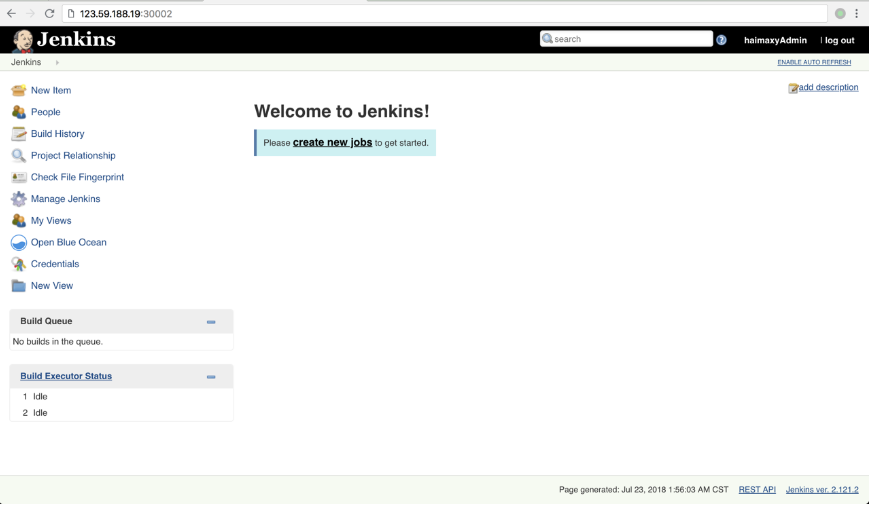 123.59.188.19:30002
Jenkins
search
haimaxyAdmin | log out
Jenkins
ENABLE AUTO REFRESH
New Item
People
Build History
Project Relationship
Check File Fingerprint
Manage Jenkins
My Views
Open Blue Ocean
Credentials
New View
Build Queue
No builds in the queue.
Build Executor Status
1 Idle
2 Idle
add description
Welcome to Jenkins!
Please create new jobs to get started.
Page generated: Jul 23, 2018 1:56:03 AM CST REST API Jenkins ver. 2.121.2